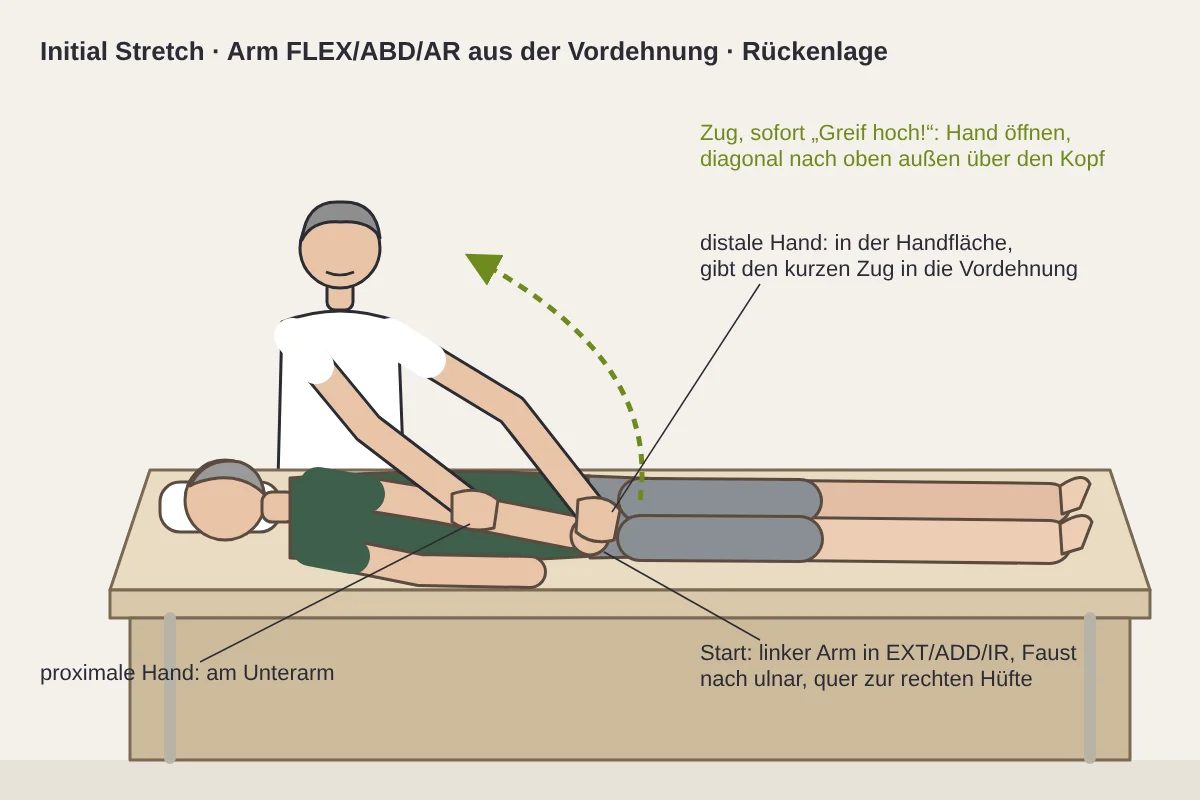 Initial Stretch · Arm FLEX/ABD/AR aus der Vordehnung · Rückenlage
Zug, sofort „Greif hoch!“: Hand öffnen,
diagonal nach oben außen über den Kopf
distale Hand: in der Handfläche,
gibt den kurzen Zug in die Vordehnung
proximale Hand: am Unterarm
Start: linker Arm in EXT/ADD/IR, Faust
nach ulnar, quer zur rechten Hüfte